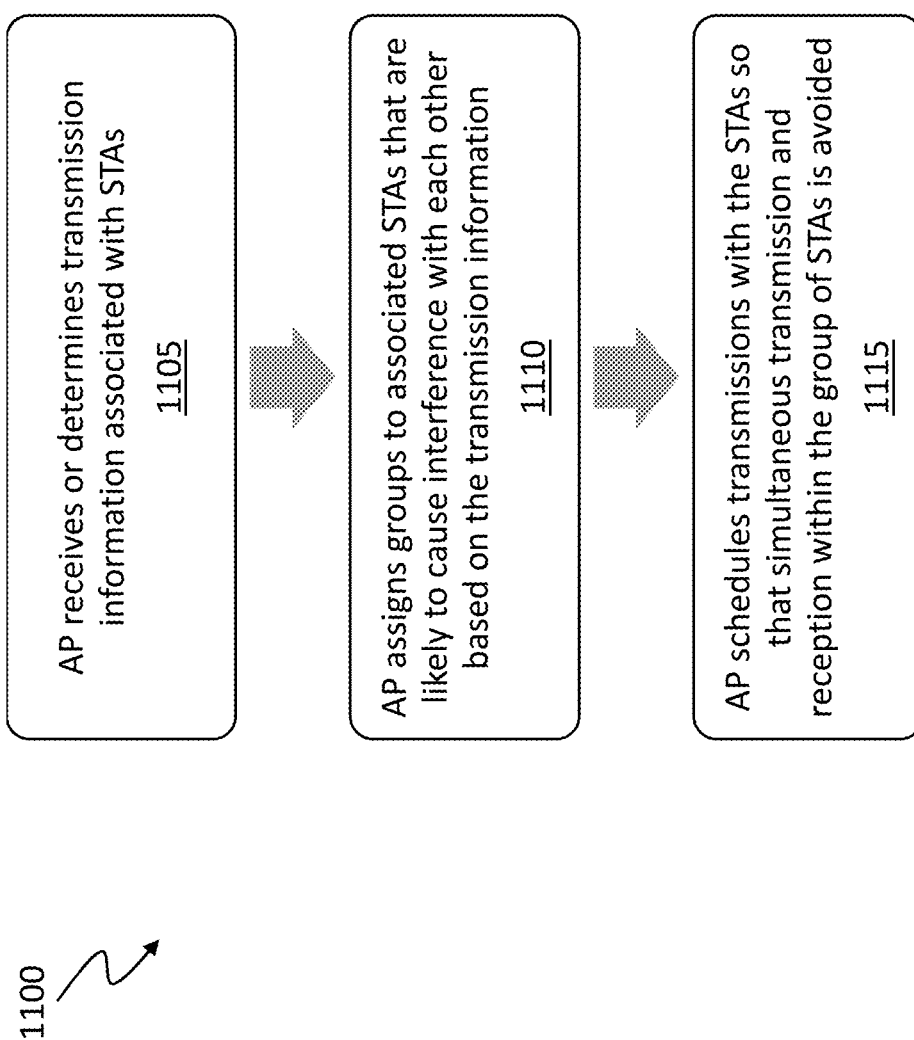 1100
AP receives or determines transmission
information associated with STAs
1105
AP assigns groups to associated STAs that are
likely to cause interference with each other
based on the transmission information
1110
AP schedules transmissions with the STAs so
that simultaneous transmission and
reception within the group of STAs is avoided
1115